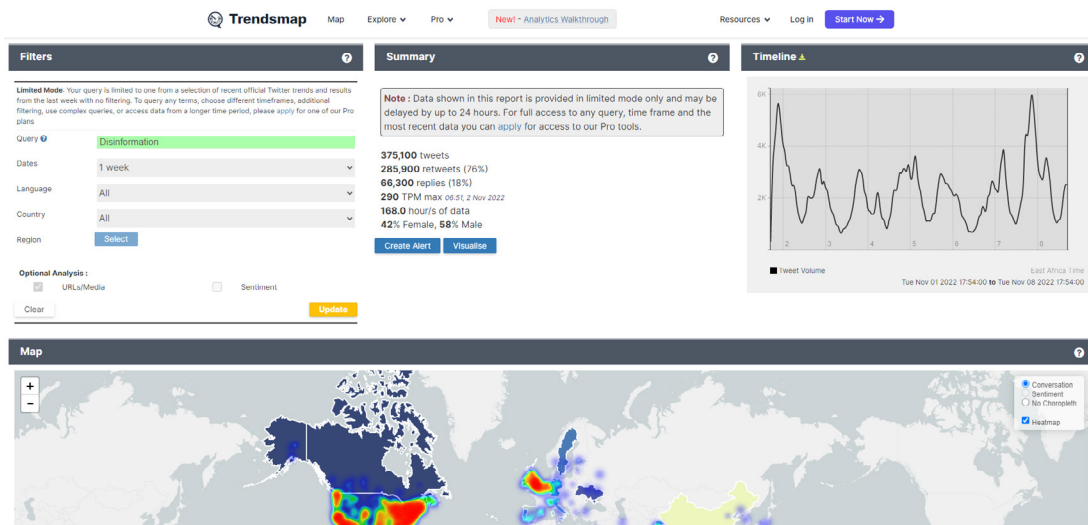 Trendsmap
Map
Explore
Pro
New! - Analytics Walkthrough
Resources
Log in
Start Now →
Filters
Limited Mode- Your query is limited to one from a selection of recent official Twitter trends and results
from the last week with no filtering. To query any terms, choose different timeframes, additional
filtering, use complex queries, or access data from a longer time period, please apply for one of our Pro
plans
Query
Disinformation
Dates
1 week
Language
All
Country
All
Region
Select
Optional Analysis :
URLs/Media
Sentiment
Clear
Update
Summary
Note : Data shown in this report is provided in limited mode only and may be
delayed by up to 24 hours. For full access to any query, time frame and the
most recent data you can apply for access to our Pro tools.
375,100 tweets
285,900 retweets (76%)
66,300 replies (18%)
290 TPM max 06:51, 2 Nov 2022
168.0 hour/s of data
42% Female, 58% Male
Create Alert
Visualise
Timeline
6K
4K
2K
2 3 4 5 6 7 8
Tweet Volume
East Africa Time
Tue Nov 01 2022 17:54:00 to Tue Nov 08 2022 17:54:00
Map
+
−
Conversation
Sentiment
No Choropleth
Heatmap